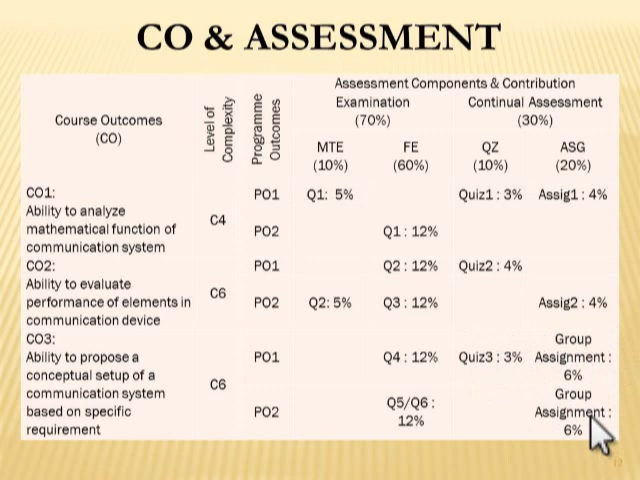 CO & ASSESSMENT
Course Outcomes
(CO)
Level of
Complexity
Programme
Outcomes
Assessment Components & Contribution
Examination
(70%)
Continual Assessment
(30%)
MTE
(10%)
FE
(60%)
QZ
(10%)
ASG
(20%)
CO1:
Ability to analyze
mathematical function of
communication system
C4
PO1
Q1: 5%
Quiz1 : 3%
Assig1 : 4%
PO2
Q1 : 12%
CO2:
Ability to evaluate
performance of elements in
communication device
C6
PO1
Q2 : 12%
Quiz2 : 4%
PO2
Q2: 5%
Q3 : 12%
Assig2 : 4%
CO3:
Ability to propose a
conceptual setup of a
communication system
based on specific
requirement
C6
PO1
Q4 : 12%
Quiz3 : 3%
Group
Assignment :
6%
PO2
Q5/Q6 :
12%
Group
Assignment :
6%